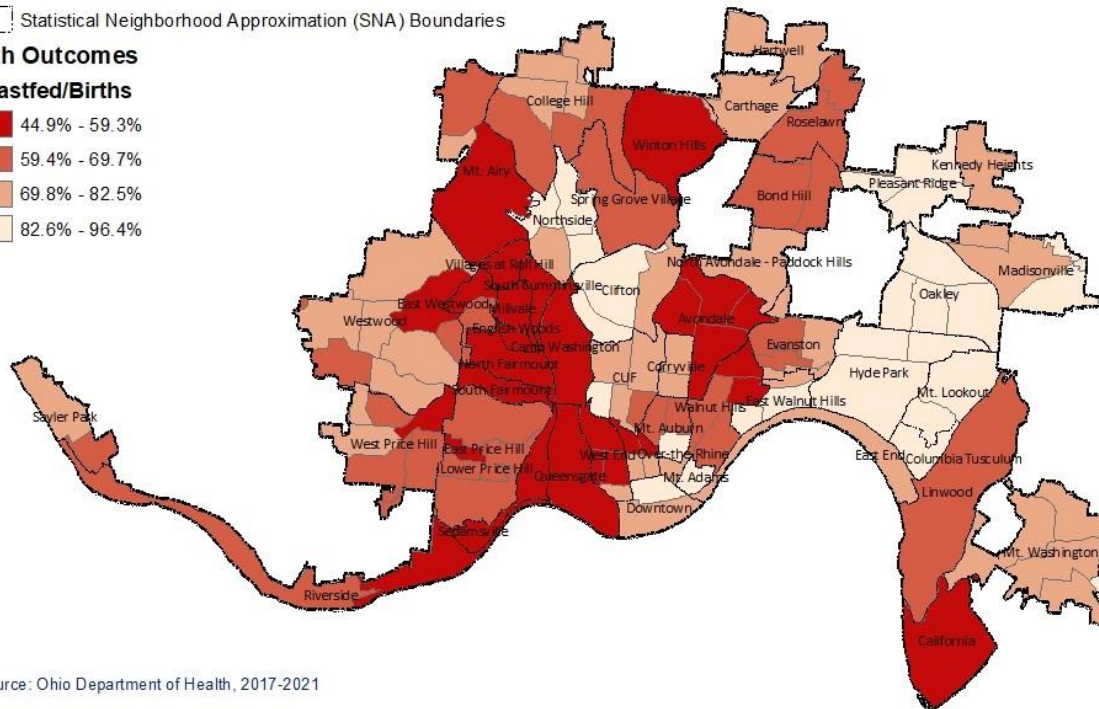 Statistical Neighborhood Approximation (SNA) Boundaries
h Outcomes
astfed/Births
44.9% - 59.3%
59.4% - 69.7%
69.8% - 82.5%
82.6% - 96.4%
Hartwell
College Hill
Carthage
Roselawn
Winton Hills
Kennedy Heights
Mt. Airy
Pleasant Ridge
Spring Grove Village
Bond Hill
Northside
Villages at Roll Hill
North Avondale - Paddock Hills
Madisonville
South Cumminsville
Clifton
Oakley
East Westwood
Millvale
Westwood
Avondale
English Woods
Camp Washington
Evanston
North Fairmount
Corryville
Hyde Park
CUF
South Fairmount
Mt. Lookout
Walnut Hills
East Walnut Hills
Sayler Park
Mt. Auburn
West Price Hill
East Price Hill
West End
Over-the-Rhine
East End
Columbia Tusculum
Lower Price Hill
Queensgate
Mt. Adams
Linwood
Downtown
Sedamsville
Mt. Washington
Riverside
California
urce: Ohio Department of Health, 2017-2021